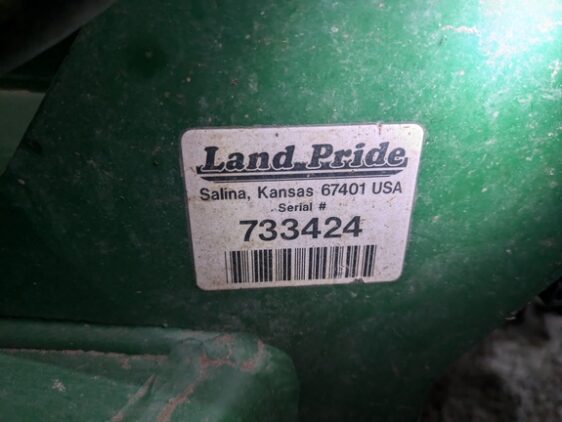 Land Pride
Salina, Kansas 67401 USA
Serial #
733424